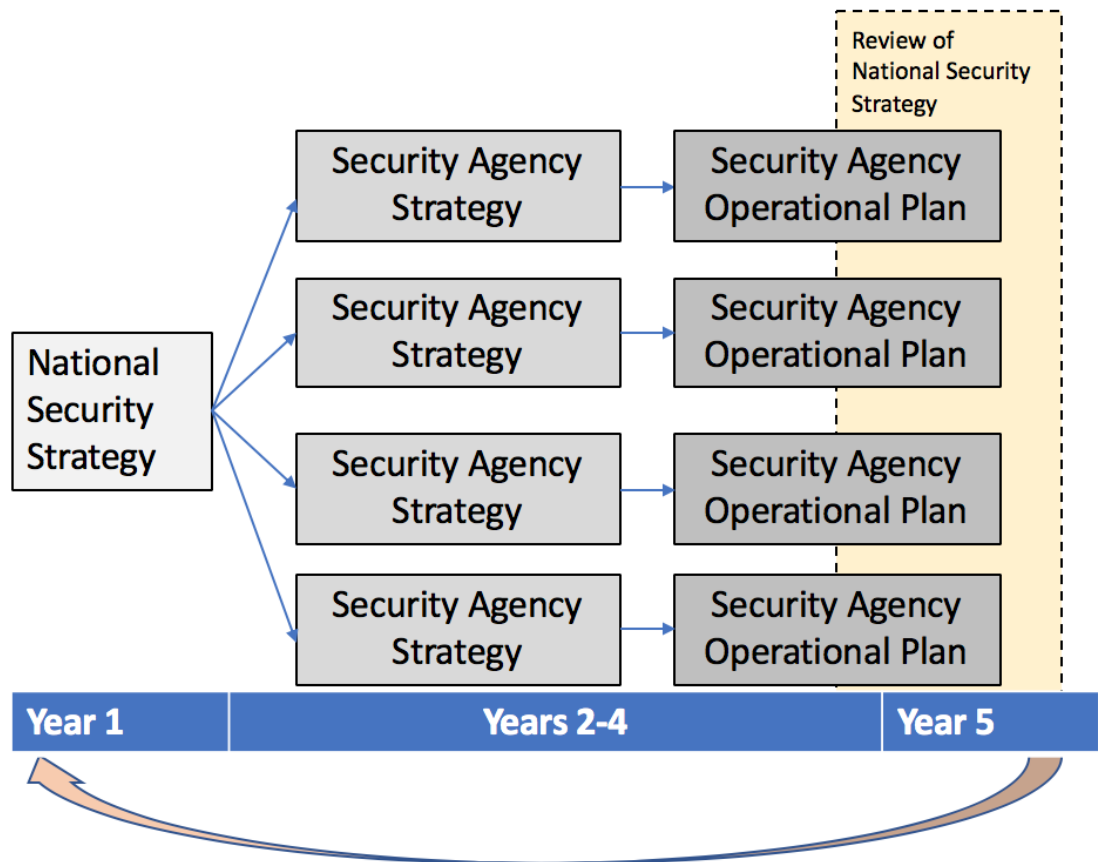 Review of
National Security
Strategy
Security Agency
Strategy
Security Agency
Operational Plan
Security Agency
Strategy
Security Agency
Operational Plan
National
Security
Strategy
Security Agency
Strategy
Security Agency
Operational Plan
Security Agency
Strategy
Security Agency
Operational Plan
Year 1
Years 2-4
Year 5